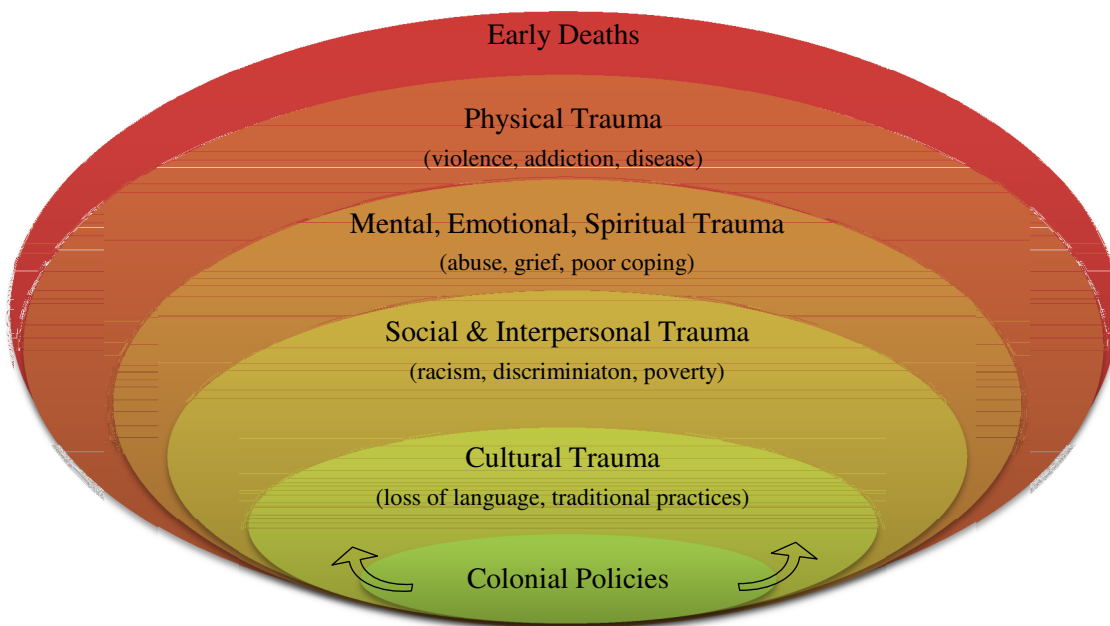 Early Deaths
Physical Trauma
(violence, addiction, disease)
Mental, Emotional, Spiritual Trauma
(abuse, grief, poor coping)
Social & Interpersonal Trauma
(racism, discriminiaton, poverty)
Cultural Trauma
(loss of language, traditional practices)
Colonial Policies